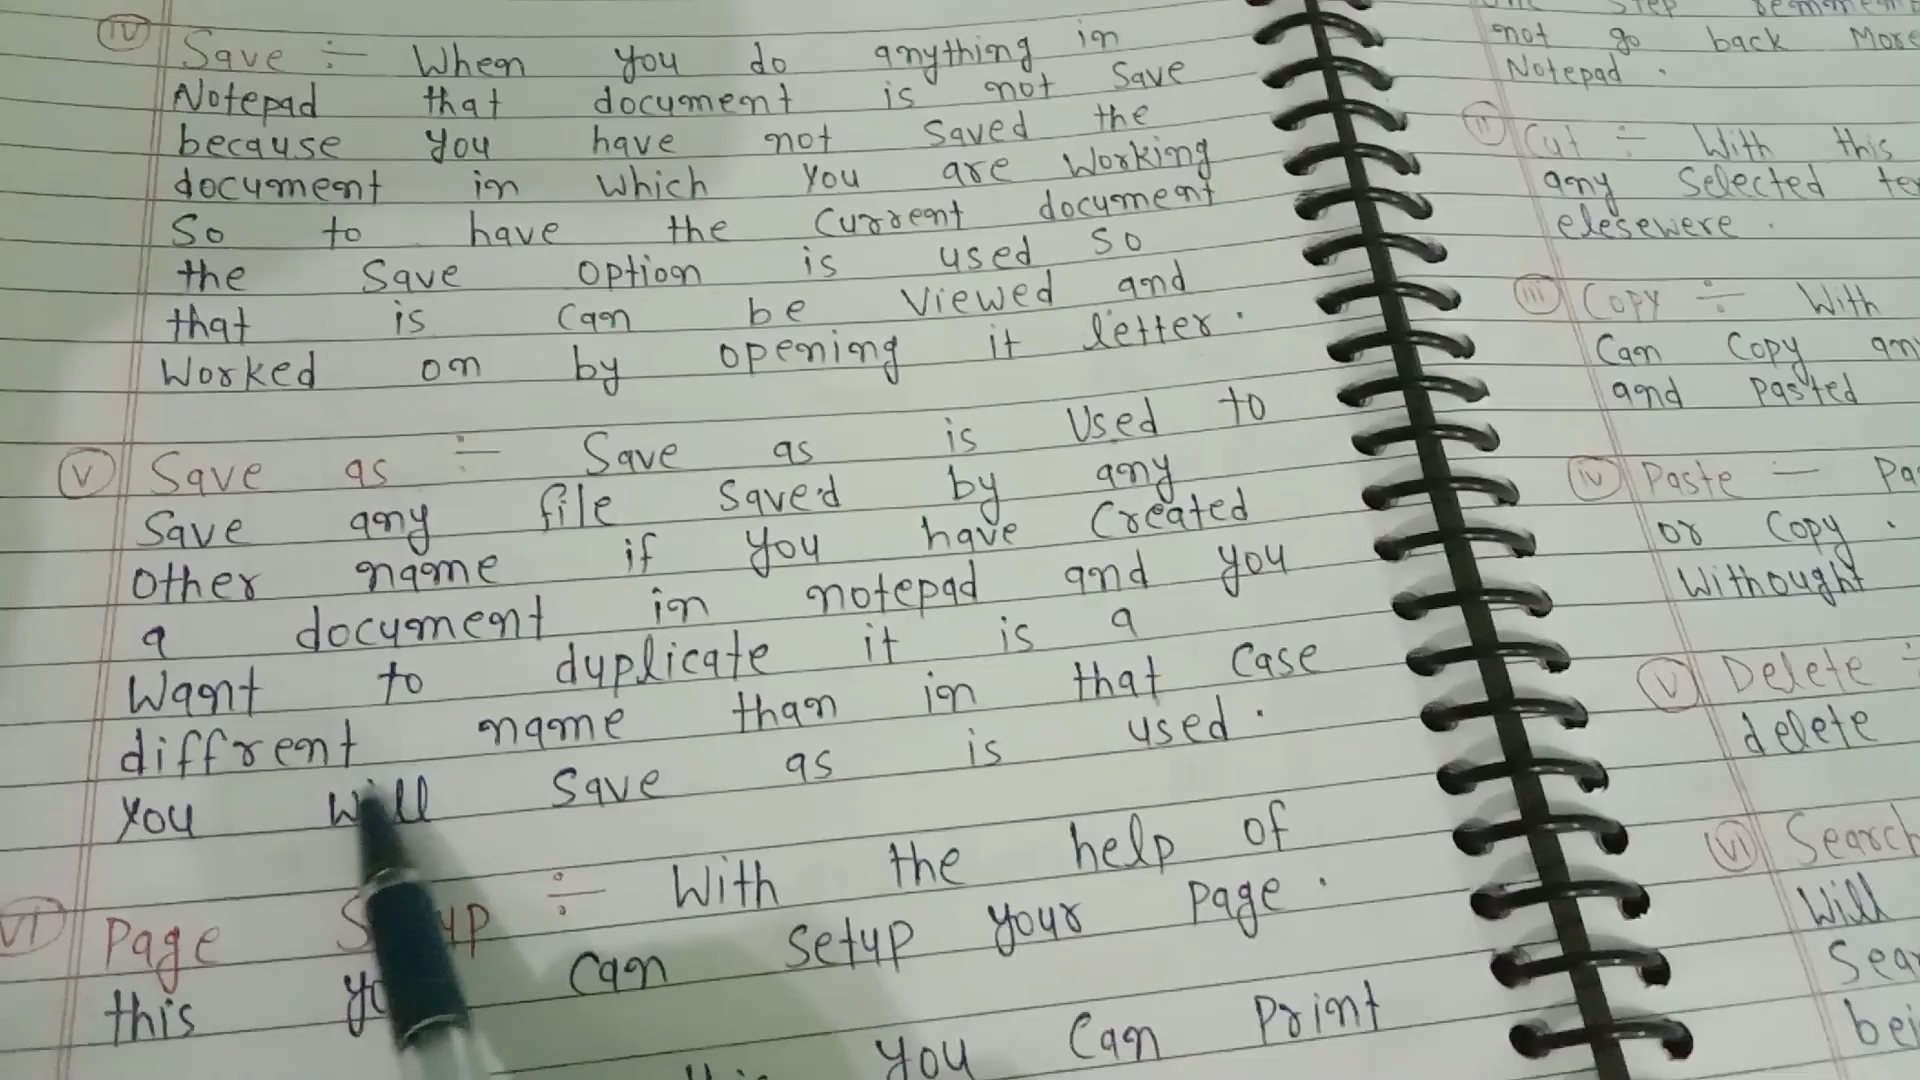 (iv) Save ÷ When you do anything in
Notepad that document is not Save
because you have not Saved the
document in which you are Working
So to have the Current document
the Save option is used so
that is can be viewed and
Worked on by opening it letter.
(v) Save as ÷ Save as is Used to
Save any file saved by any
Other name if you have Created
a document in notepad and you
Want to duplicate it is a
diffrent name than in that Case
you will save as is used.
(vi) Page ÷ With the help of
this can setup your page.
you Can Print
Step
not go back More
Notepad.
(ii) Cut ÷ With this
any Selected
elesewere.
(iii) Copy ÷ With
Can Copy
and pasted
(iv) Paste –
or Copy.
Withought
(v) Delete
delete
(vi) Search
Will